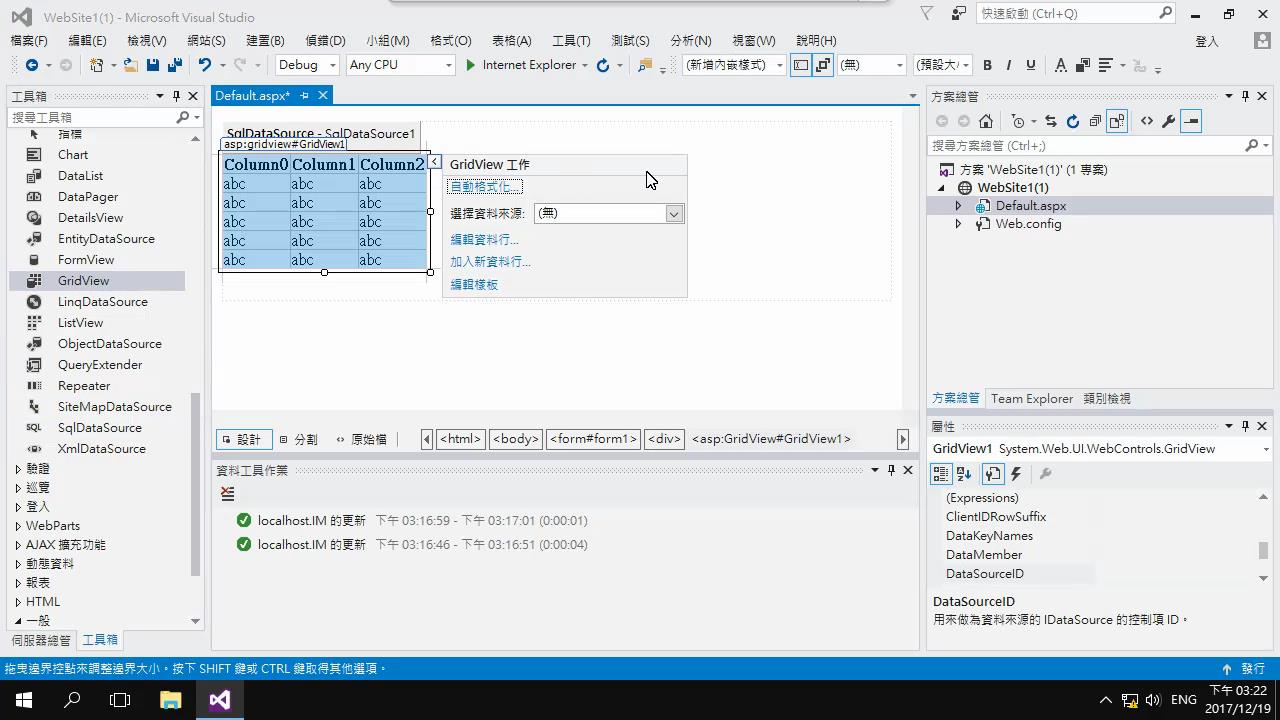 WebSite1(1) - Microsoft Visual Studio
快速啟動 (Ctrl+Q)
檔案(F) 編輯(E) 檢視(V) 網站(S) 建置(B) 偵錯(D) 小組(M) 格式(O) 表格(A) 工具(T) 測試(S) 分析(N) 視窗(W) 說明(H) 登入
Debug Any CPU Internet Explorer (新增內嵌樣式) (無) (預設大/ B I U A
工具箱
搜尋工具箱
指標
Chart
DataList
DataPager
DetailsView
EntityDataSource
FormView
GridView
LinqDataSource
ListView
ObjectDataSource
QueryExtender
Repeater
SiteMapDataSource
SqlDataSource
XmlDataSource
驗證
巡覽
登入
WebParts
AJAX 擴充功能
動態資料
報表
HTML
一般
伺服器總管 工具箱
Default.aspx*
SqlDataSource - SqlDataSource1
asp:gridview#GridView1
Column0 Column1 Column2
abc abc abc
abc abc abc
abc abc abc
abc abc abc
abc abc abc
GridView 工作
自動格式化...
選擇資料來源: (無)
編輯資料行...
加入新資料行...
編輯樣板
設計 分割 原始檔 <html> <body> <form#form1> <div> <asp:GridView#GridView1>
資料工具作業
localhost.IM 的更新 下午 03:16:59 - 下午 03:17:01 (0:00:01)
localhost.IM 的更新 下午 03:16:46 - 下午 03:16:51 (0:00:04)
方案總管
搜尋方案總管 (Ctrl+;)
方案 'WebSite1(1)' (1 專案)
WebSite1(1)
Default.aspx
Web.config
方案總管 Team Explorer 類別檢視
屬性
GridView1 System.Web.UI.WebControls.GridView
(Expressions)
ClientIDRowSuffix
DataKeyNames
DataMember
DataSourceID
DataSourceID
用來做為資料來源的 IDataSource 的控制項 ID。
拖曳邊界控點來調整邊界大小。按下 SHIFT 鍵或 CTRL 鍵取得其他選項。 發行
ENG
下午 03:22
2017/12/19